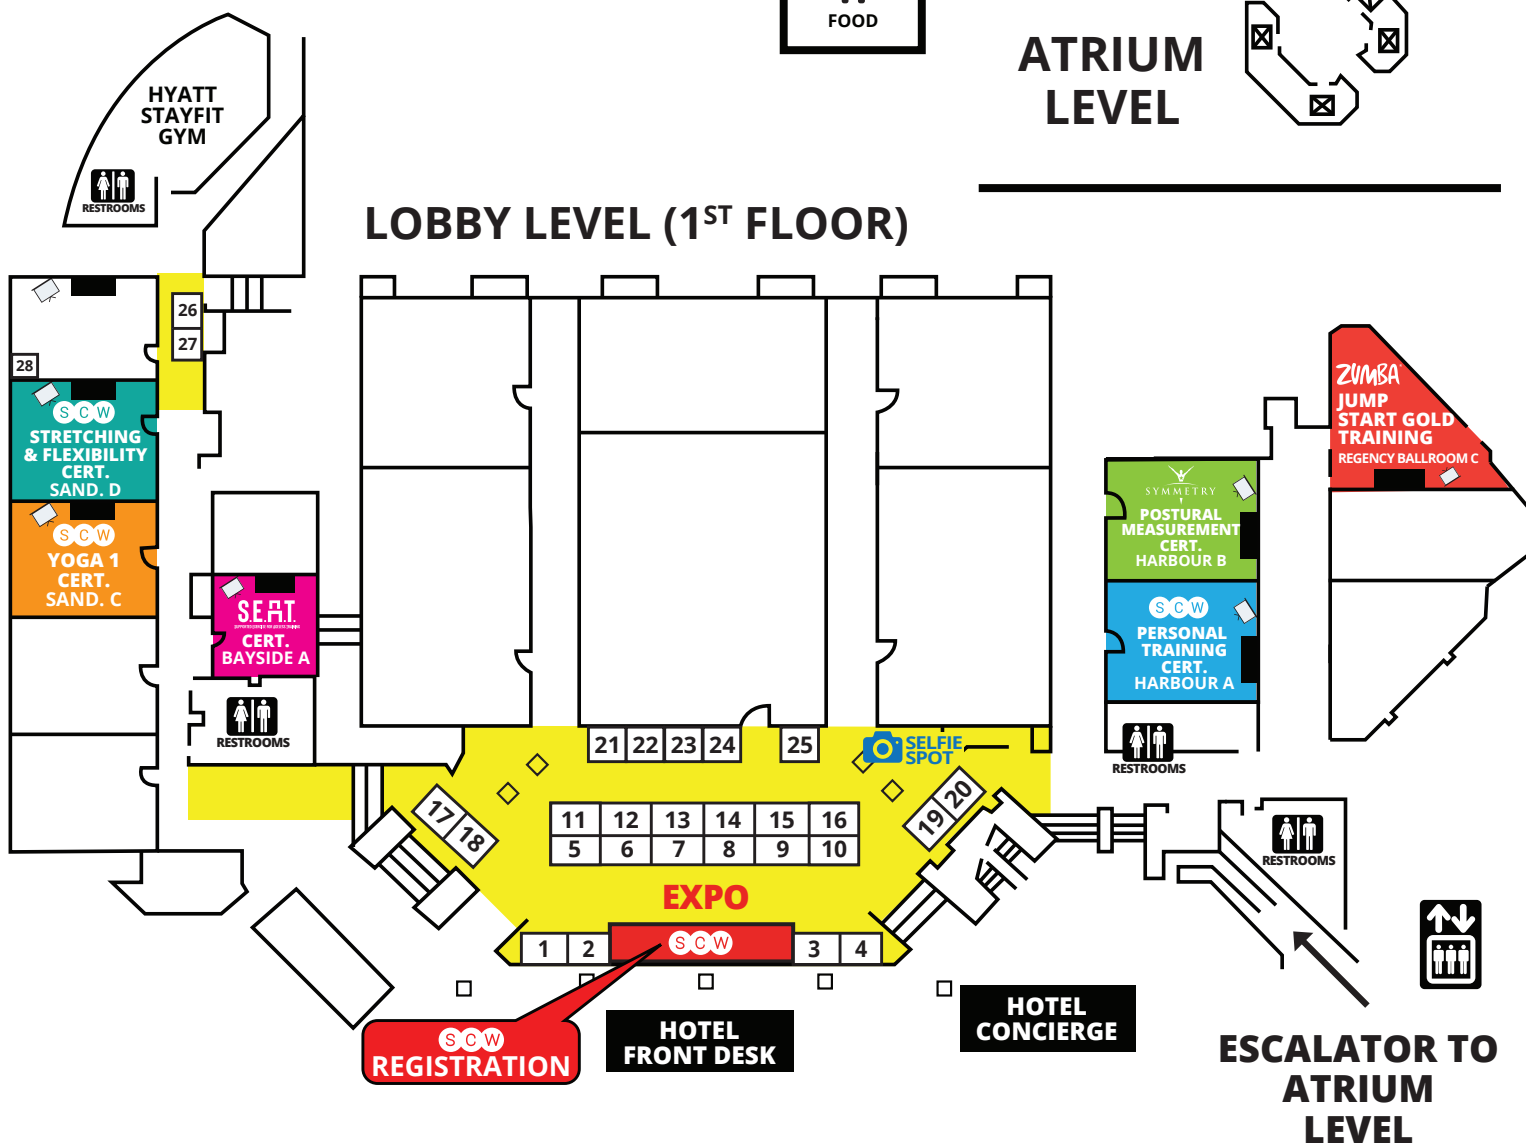 FOOD
ATRIUM
LEVEL
HYATT
STAYFIT
GYM
RESTROOMS
LOBBY LEVEL (1ST FLOOR)
26
27
28
SCW
STRETCHING
& FLEXIBILITY
CERT.
SAND. D
SCW
YOGA 1
CERT.
SAND. C
S.E.A.T.
CERT.
BAYSIDE A
RESTROOMS
ZUMBA
JUMP
START GOLD
TRAINING
REGENCY BALLROOM C
SYMMETRY
POSTURAL
MEASUREMENT
CERT.
HARBOUR B
SCW
PERSONAL
TRAINING
CERT.
HARBOUR A
RESTROOMS
21 22 23 24 25
SELFIE
SPOT
17 18
19 20
11 12 13 14 15 16
5 6 7 8 9 10
EXPO
1 2 SCW 3 4
RESTROOMS
SCW
REGISTRATION
HOTEL
FRONT DESK
HOTEL
CONCIERGE
ESCALATOR TO
ATRIUM
LEVEL